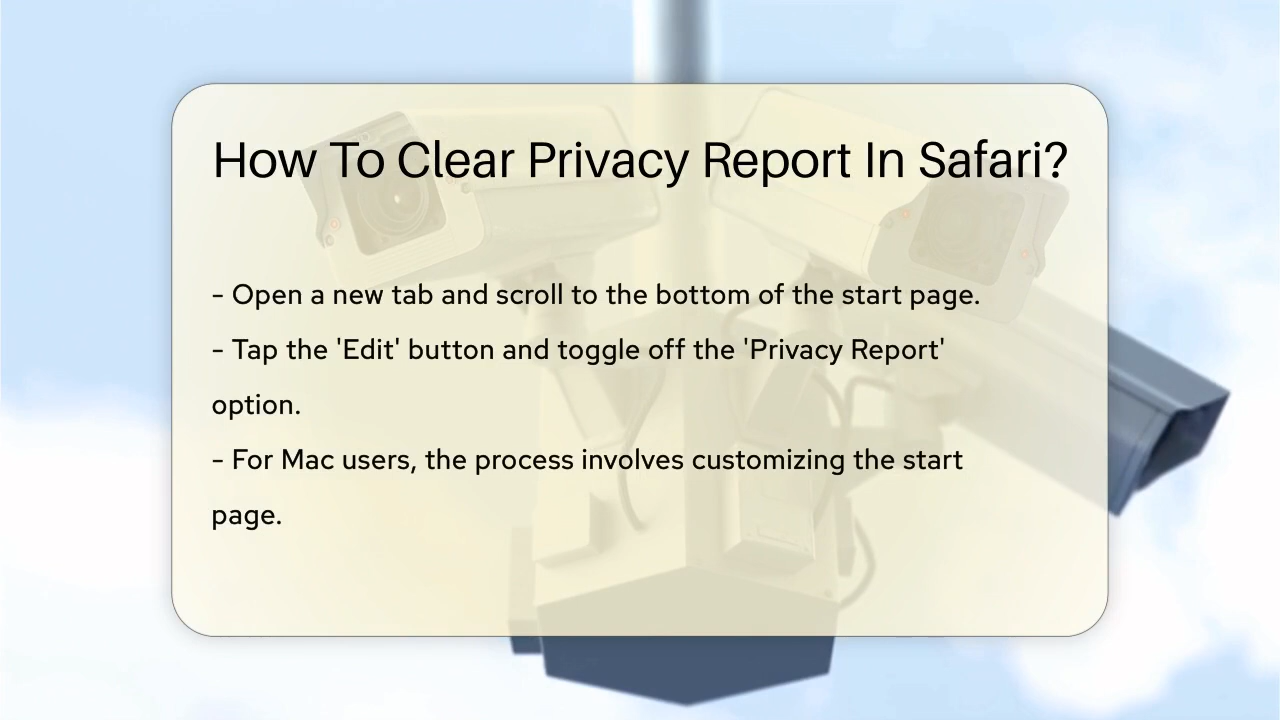 How To Clear Privacy Report In Safari?
- Open a new tab and scroll to the bottom of the start page.
- Tap the 'Edit' button and toggle off the 'Privacy Report'
option.
- For Mac users, the process involves customizing the start
page.